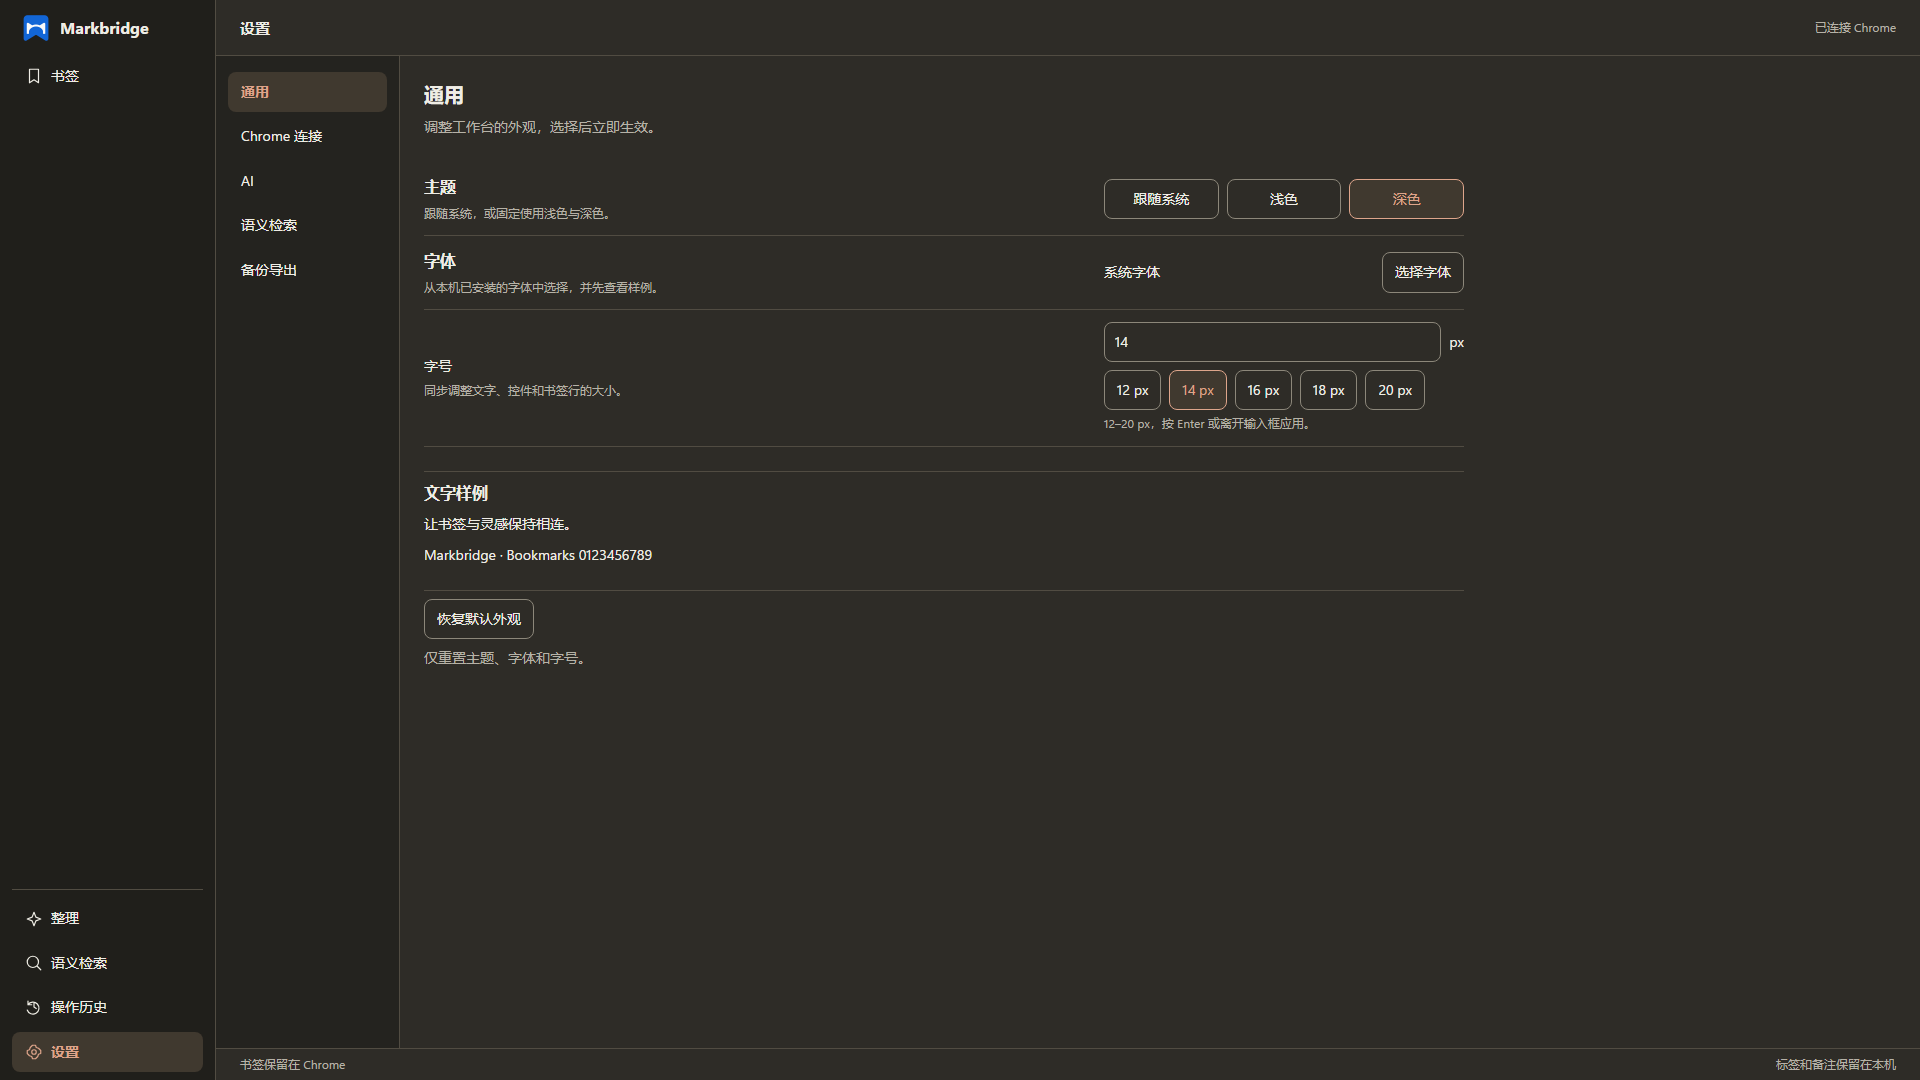 Markbridge
书签
整理
语义检索
操作历史
设置
设置
已连接 Chrome
通用
Chrome 连接
AI
语义检索
备份导出
通用
调整工作台的外观，选择后立即生效。
主题
跟随系统，或固定使用浅色与深色。
跟随系统
浅色
深色
字体
从本机已安装的字体中选择，并先查看样例。
系统字体
选择字体
字号
同步调整文字、控件和书签行的大小。
14
px
12 px
14 px
16 px
18 px
20 px
12–20 px，按 Enter 或离开输入框应用。
文字样例
让书签与灵感保持相连。
Markbridge · Bookmarks 0123456789
恢复默认外观
仅重置主题、字体和字号。
书签保留在 Chrome
标签和备注保留在本机